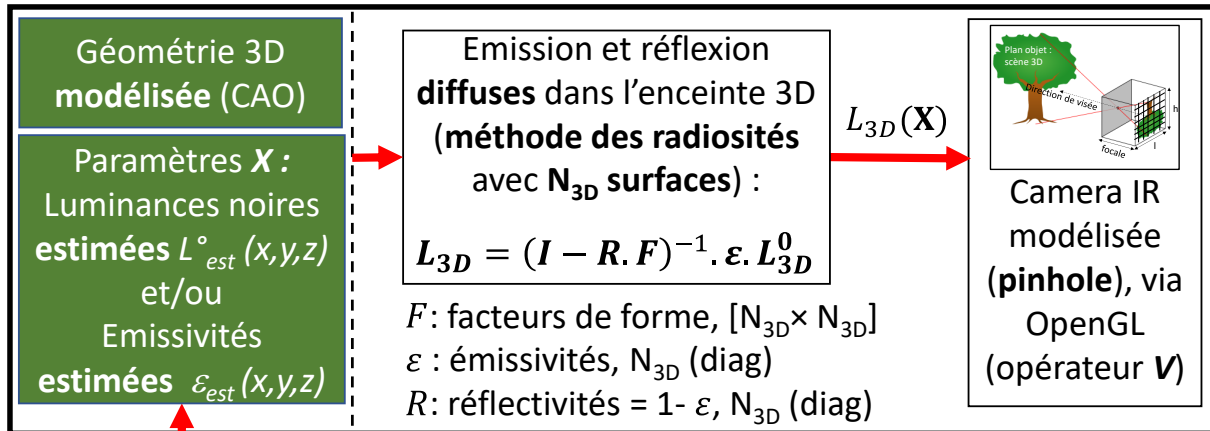 Géométrie 3D
modélisée (CAO)
Paramètres X :
Luminances noires
estimées L°est (x,y,z)
et/ou
Emissivités
estimées εest (x,y,z)
Emission et réflexion
diffuses dans l’enceinte 3D
(méthode des radiosités
avec N3D surfaces) :
L3D = (I − R. F)−1. ε. L03D
F: facteurs de forme, [N3D× N3D]
ε : émissivités, N3D (diag)
R: réflectivités = 1- ε, N3D (diag)
L3D(X)
Plan objet :
scène 3D
Direction de visée
h
focale
l
Camera IR
modélisée
(pinhole), via
OpenGL
(opérateur V)